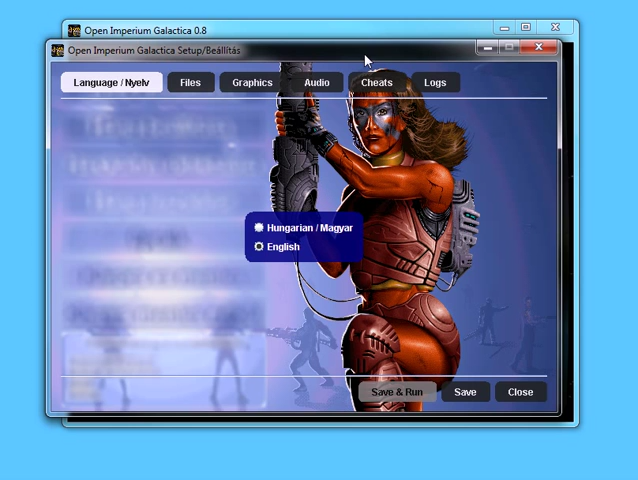 Open Imperium Galactica 0.8
Open Imperium Galactica Setup/Beállítás
Language / Nyelv Files Graphics Audio Cheats Logs
Hungarian / Magyar
English
Save & Run Save Close